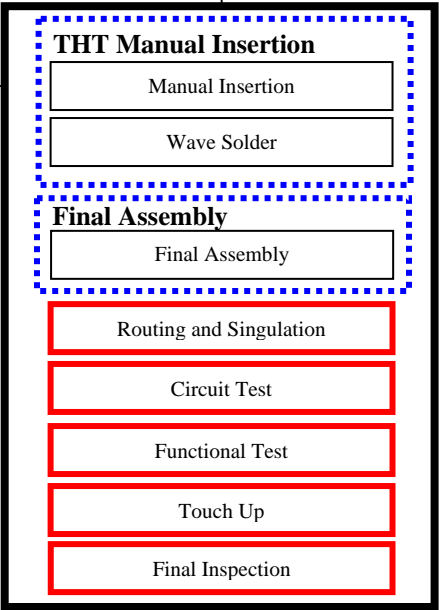 THT Manual Insertion
Manual Insertion
Wave Solder
Final Assembly
Final Assembly
Routing and Singulation
Circuit Test
Functional Test
Touch Up
Final Inspection